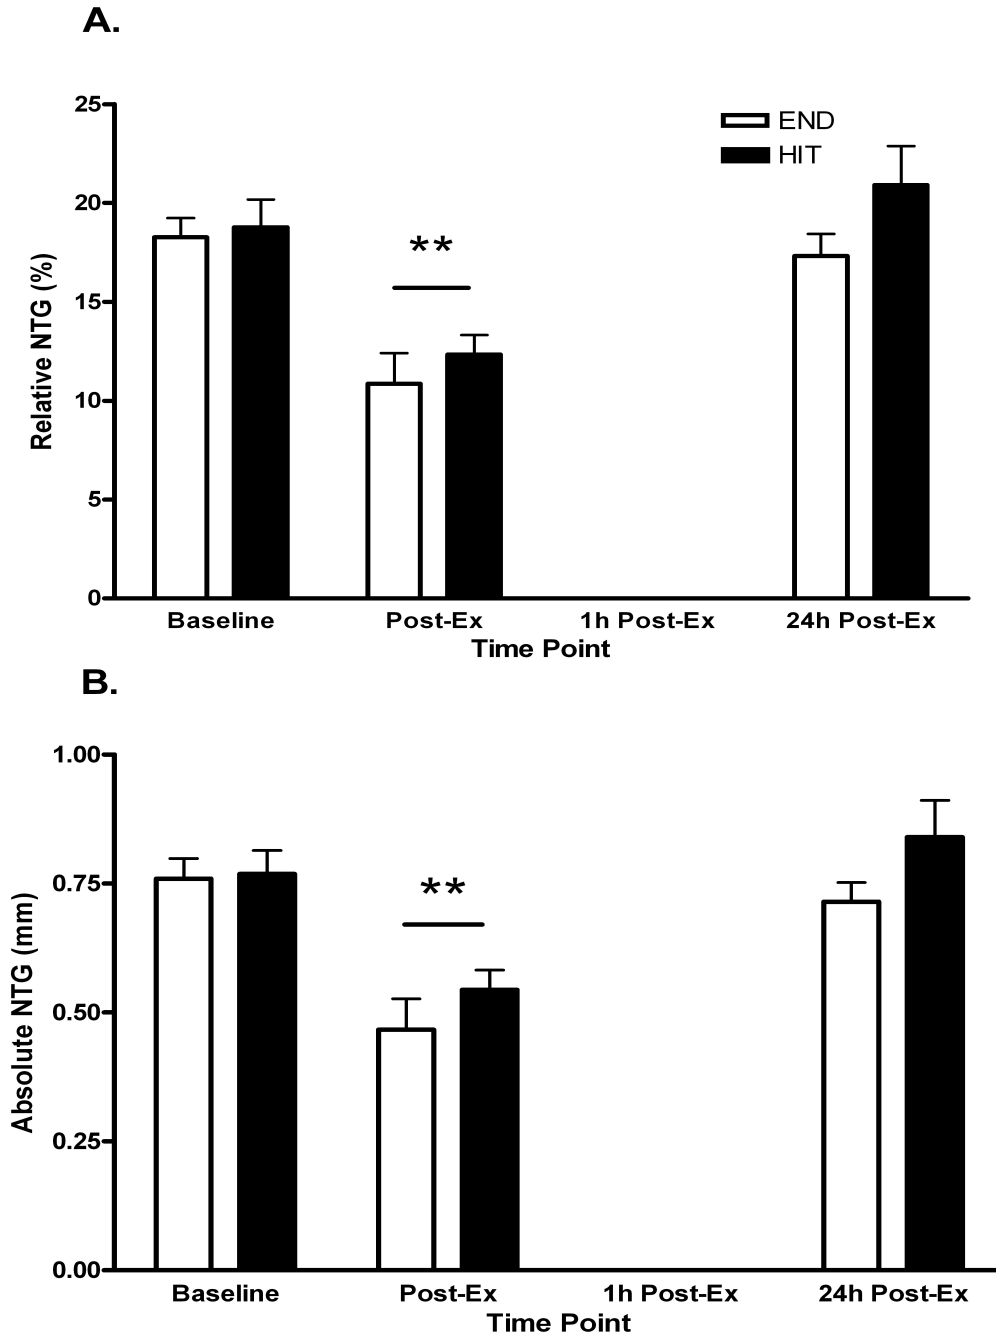 A.
25
20
15
10
5
0
Relative NTG (%)
END
HIT
**
Baseline Post-Ex 1h Post-Ex 24h Post-Ex
Time Point
B.
1.00
0.75
0.50
0.25
0.00
Absolute NTG (mm)
**
Baseline Post-Ex 1h Post-Ex 24h Post-Ex
Time Point